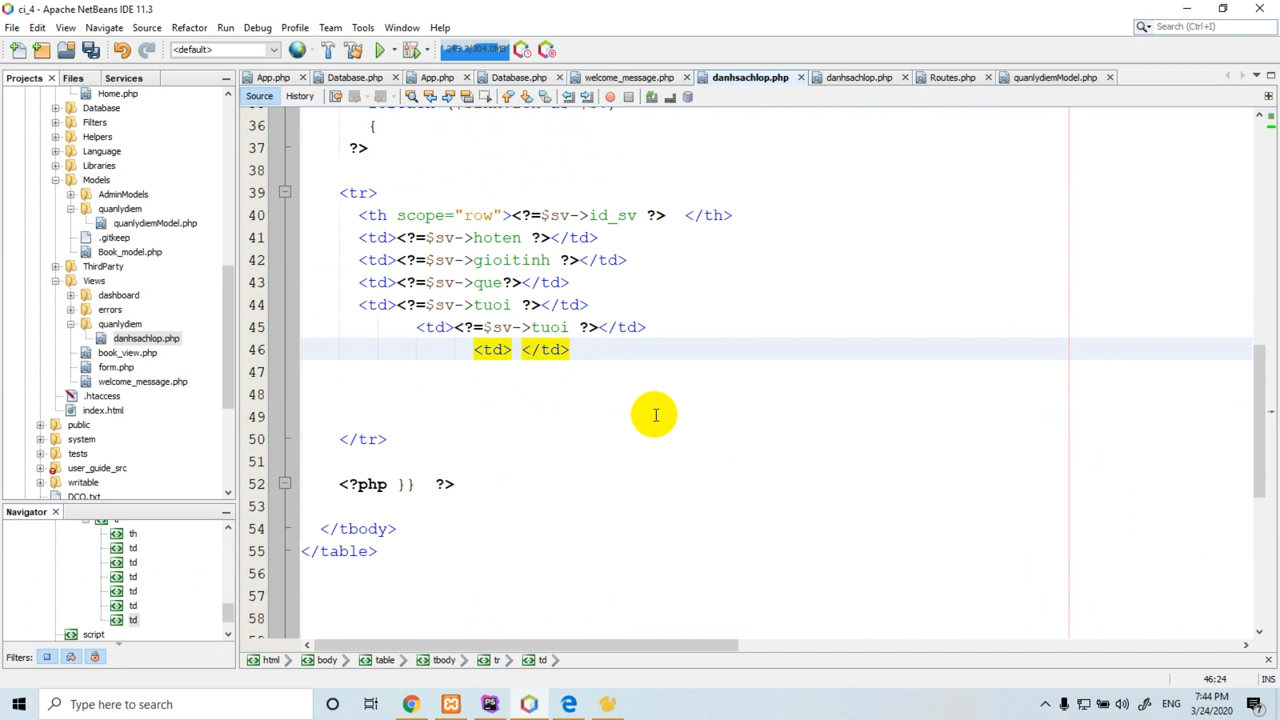 ci_4 - Apache NetBeans IDE 11.3
File Edit View Navigate Source Refactor Run Debug Profile Team Tools Window Help
Search (Ctrl+I)
<default>
Projects Files Services
App.php Database.php App.php Database.php welcome_message.php danhsachlop.php danhsachlop.php Routes.php quanlydiemModel.php
Source History
Home.php
Database
Filters
Helpers
Language
Libraries
Models
AdminModels
quanlydiem
quanlydiemModel.php
.gitkeep
Book_model.php
ThirdParty
Views
dashboard
errors
quanlydiem
danhsachlop.php
book_view.php
form.php
welcome_message.php
.htaccess
index.html
public
system
tests
user_guide_src
writable
DCO.txt
36 {
37 ?>
38
39 <tr>
40 <th scope="row"><?=$sv->id_sv ?> </th>
41 <td><?=$sv->hoten ?></td>
42 <td><?=$sv->gioitinh ?></td>
43 <td><?=$sv->que?></td>
44 <td><?=$sv->tuoi ?></td>
45 <td><?=$sv->tuoi ?></td>
46 <td> </td>
47
48
49
50 </tr>
51
52 <?php }} ?>
53
54 </tbody>
55 </table>
56
57
58
Navigator
th
td
td
td
td
td
td
script
Filters:
html body table tbody tr td
46:24 INS
Type here to search
ENG
7:44 PM
3/24/2020
7